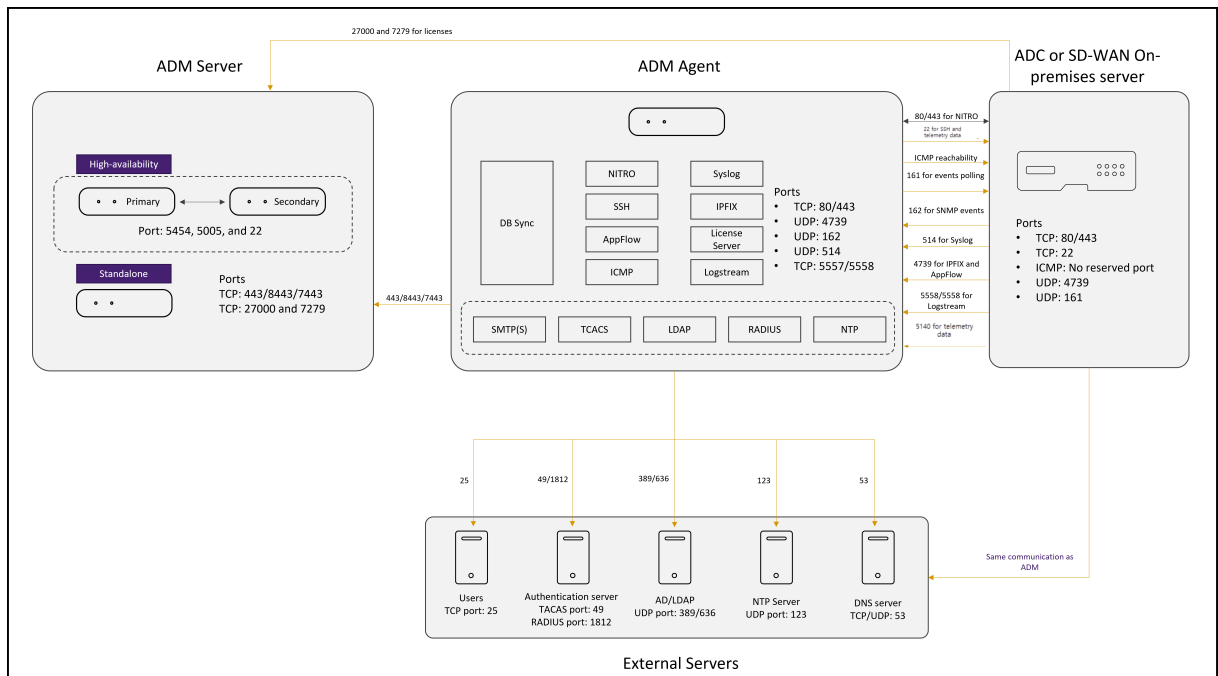 27000 and 7279 for licenses
ADM Server
ADM Agent
ADC or SD-WAN On-
premises server
High-availability
Primary
Secondary
Port: 5454, 5005, and 22
Standalone
Ports
TCP: 443/8443/7443
TCP: 27000 and 7279
443/8443/7443
DB Sync
NITRO
Syslog
SSH
IPFIX
AppFlow
License
Server
ICMP
Logstream
Ports
• TCP: 80/443
• UDP: 4739
• UDP: 162
• UDP: 514
• TCP: 5557/5558
SMTP(S)
TCACS
LDAP
RADIUS
NTP
80/443 for NITRO
22 for SSH and
telemetry data
ICMP reachability
161 for events polling
162 for SNMP events
514 for Syslog
4739 for IPFIX and
AppFlow
5558/5558 for
Logstream
5140 for telemetry
data
Ports
• TCP: 80/443
• TCP: 22
• ICMP: No reserved port
• UDP: 4739
• UDP: 161
25
49/1812
389/636
123
53
Users
TCP port: 25
Authentication server
TACAS port: 49
RADIUS port: 1812
AD/LDAP
UDP port: 389/636
NTP Server
UDP port: 123
DNS server
TCP/UDP: 53
Same communication as
ADM
External Servers